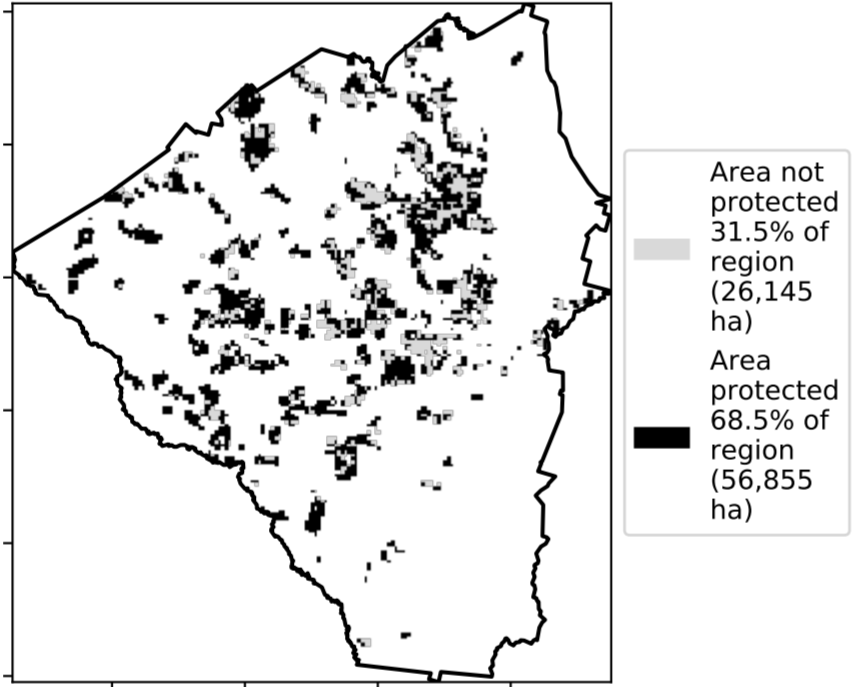 Area not
protected
31.5% of
region
(26,145
ha)
Area
protected
68.5% of
region
(56,855
ha)